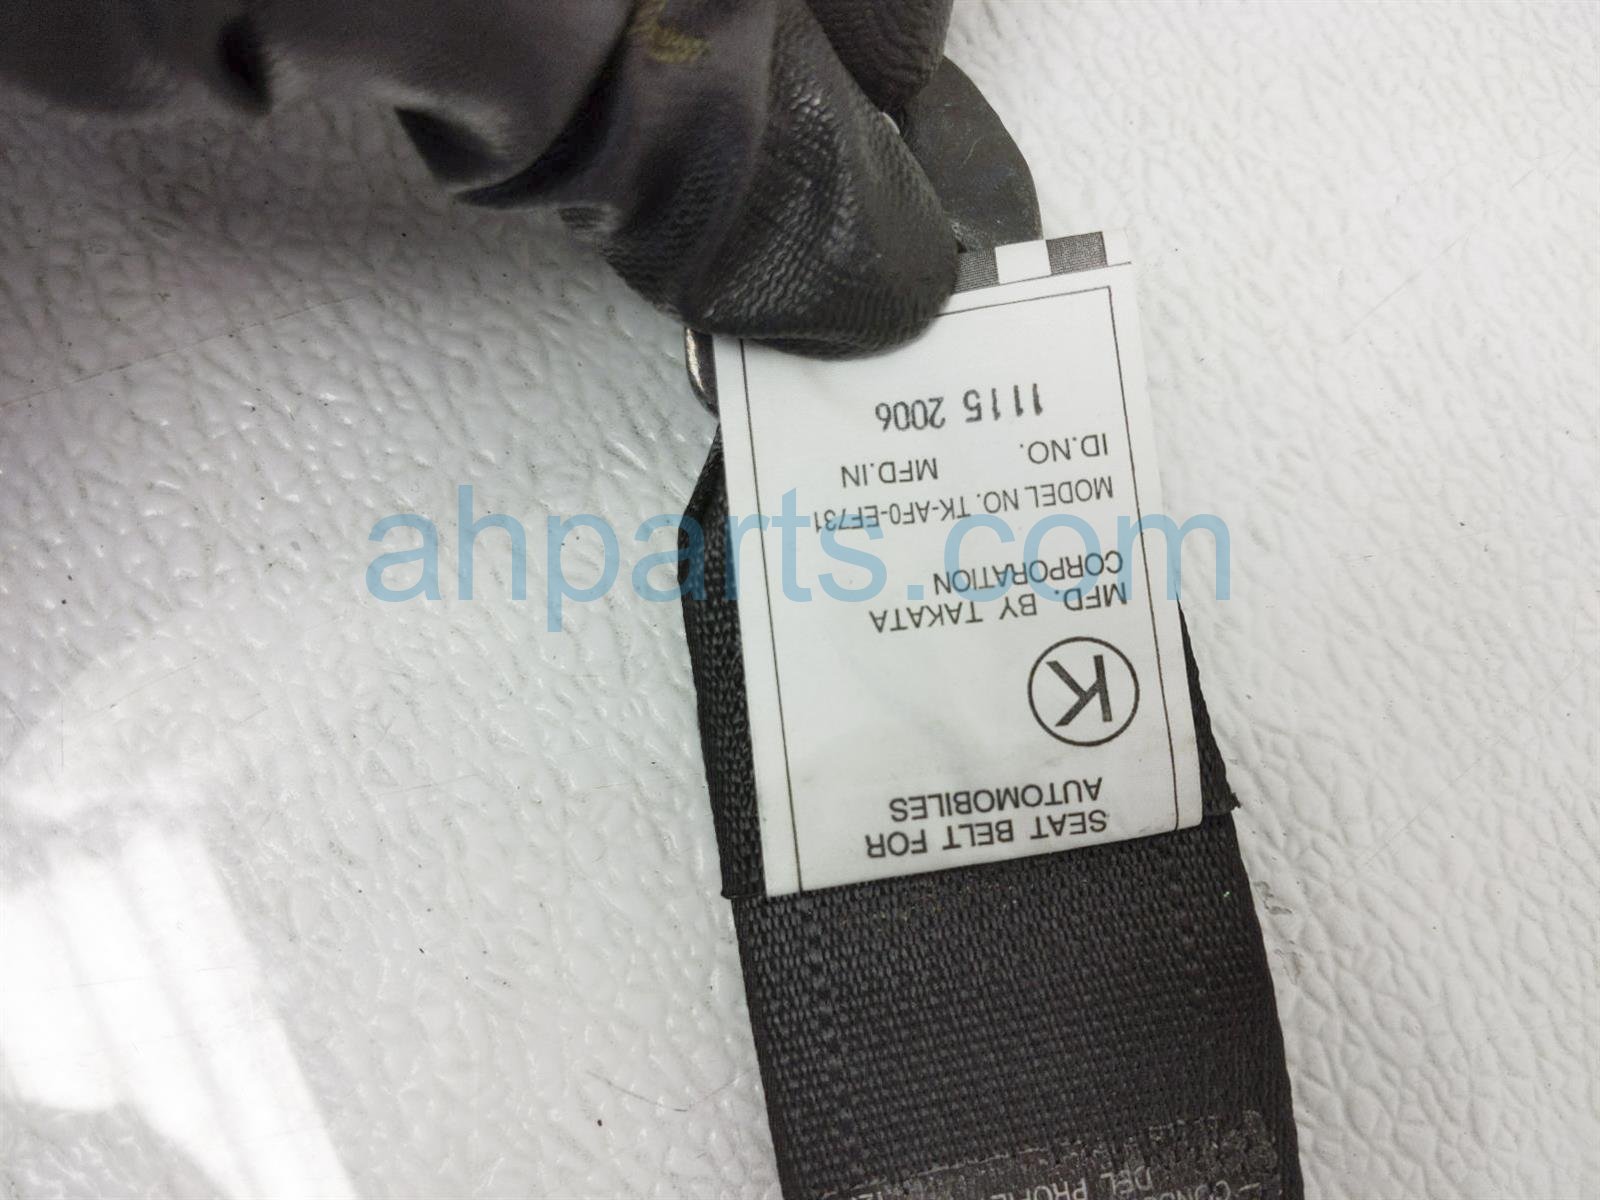 SEAT BELT FOR
AUTOMOBILES
K
MFD. BY TAKATA
CORPORATION
MODEL NO. TK-AF0-EF731
ID.NO. MFD.IN
1115 2006
ahparts.com
DEL